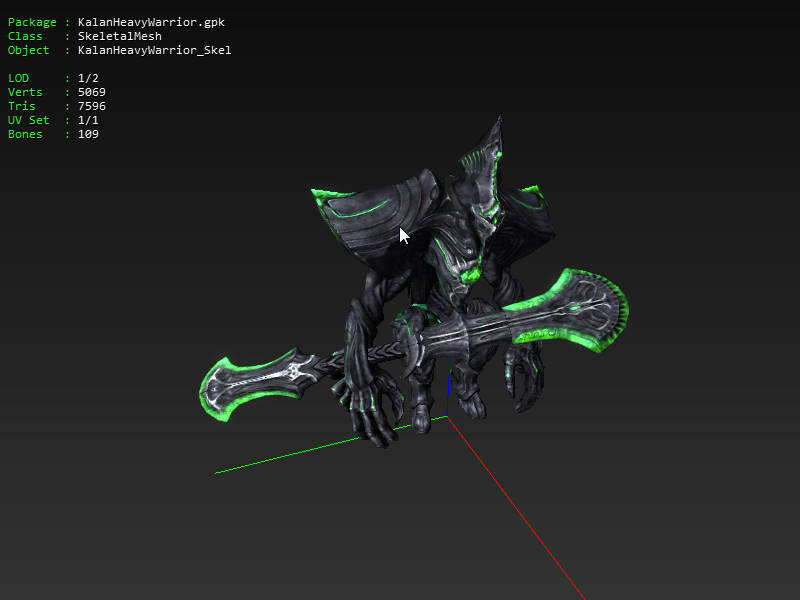 Package : KalanHeavyWarrior.gpk
Class : SkeletalMesh
Object : KalanHeavyWarrior_Skel
LOD : 1/2
Verts : 5069
Tris : 7596
UV Set : 1/1
Bones : 109